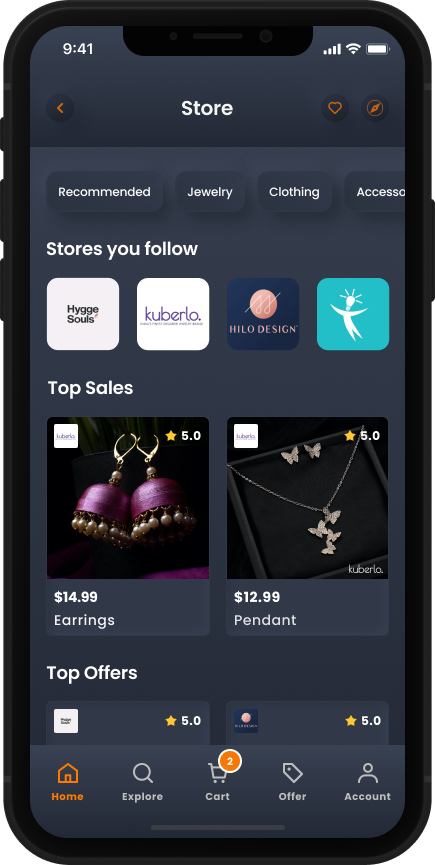 9:41
Store
Recommended
Jewelry
Clothing
Accesso
Stores you follow
Hygge
Souls
kuberlo.
HILO DESIGN
Top Sales
kuberlo.
5.0
kuberlo.
5.0
kuberlo.
$14.99
$12.99
Earrings
Pendant
Top Offers
Hygge
Souls
5.0
5.0
2
Home
Explore
Cart
Offer
Account